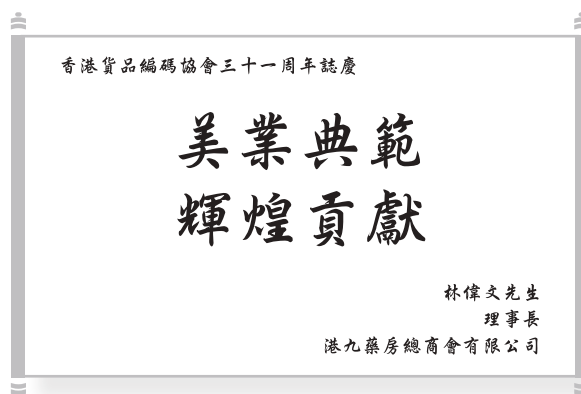 香港貨品編碼協會三十一周年誌慶
美業典範
輝煌貢獻
林偉文先生
理事長
港九藥房總商會有限公司